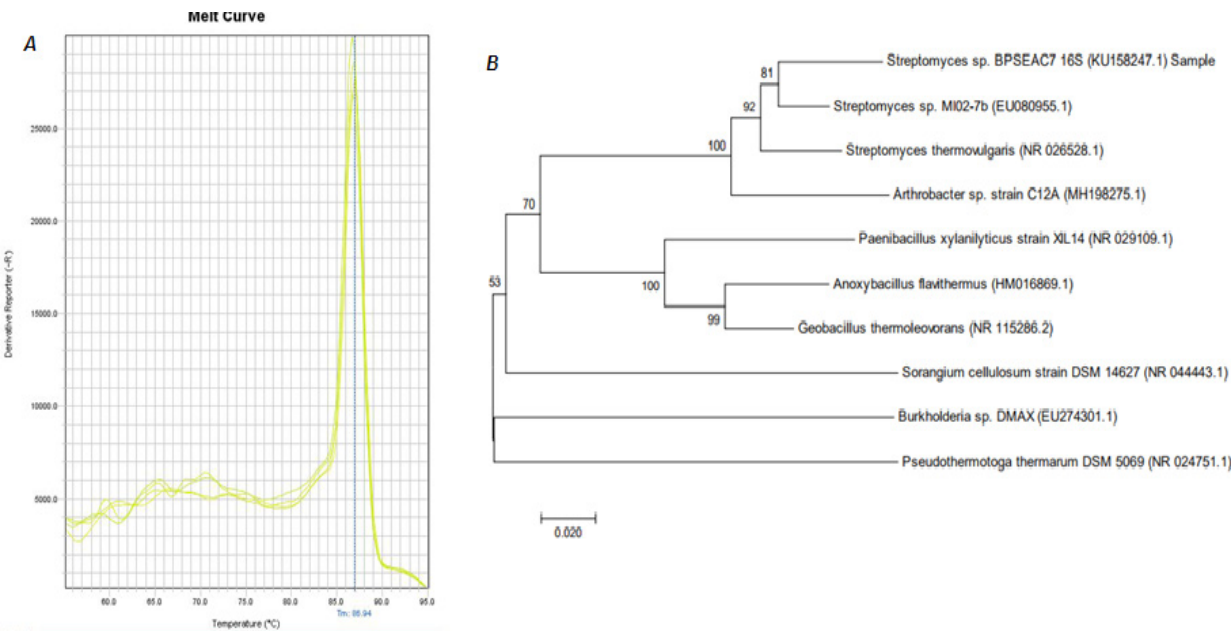 Melt Curve
A
Derivative Reporter (-R')
25000.0
20000.0
15000.0
10000.0
5000.0
60.0 65.0 70.0 75.0 80.0 85.0 90.0 95.0
Tm: 86.94
Temperature (°C)
B
Streptomyces sp. BPSEAC7 16S (KU158247.1) Sample
81
Streptomyces sp. MI02-7b (EU080955.1)
92
Streptomyces thermovulgaris (NR 026528.1)
100
Arthrobacter sp. strain C12A (MH198275.1)
70
Paenibacillus xylanilyticus strain XIL14 (NR 029109.1)
53
Anoxybacillus flavithermus (HM016869.1)
100
99
Geobacillus thermoleovorans (NR 115286.2)
Sorangium cellulosum strain DSM 14627 (NR 044443.1)
Burkholderia sp. DMAX (EU274301.1)
Pseudothermotoga thermarum DSM 5069 (NR 024751.1)
0.020